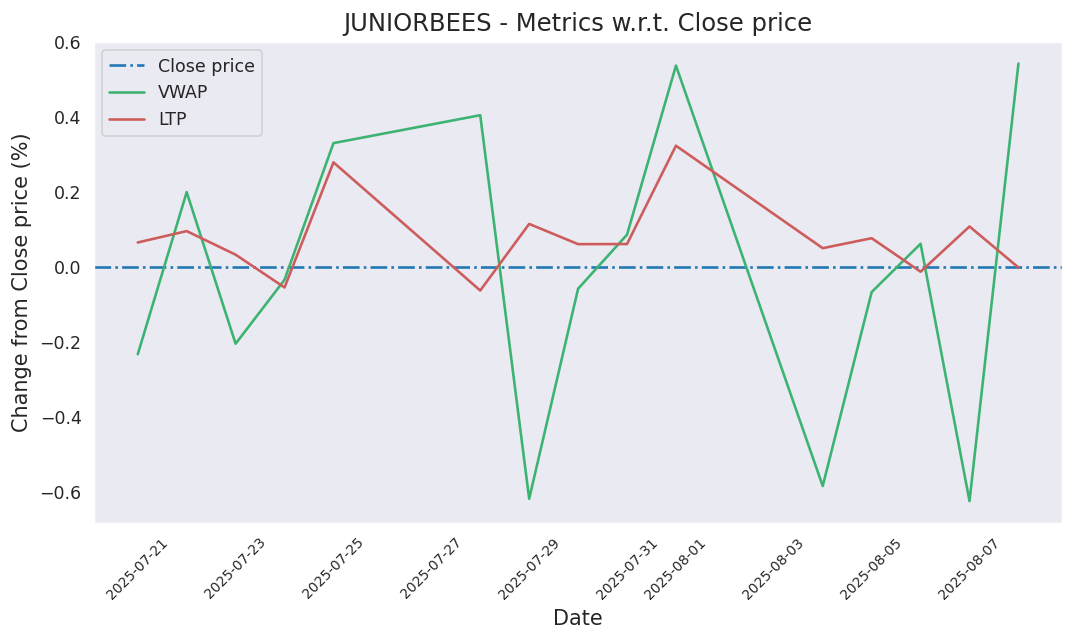 JUNIORBEES - Metrics w.r.t. Close price
Close price
VWAP
LTP
Change from Close price (%)
0.6
0.4
0.2
0.0
−0.2
−0.4
−0.6
2025-07-21
2025-07-23
2025-07-25
2025-07-27
2025-07-29
2025-07-31
2025-08-01
2025-08-03
2025-08-05
2025-08-07
Date